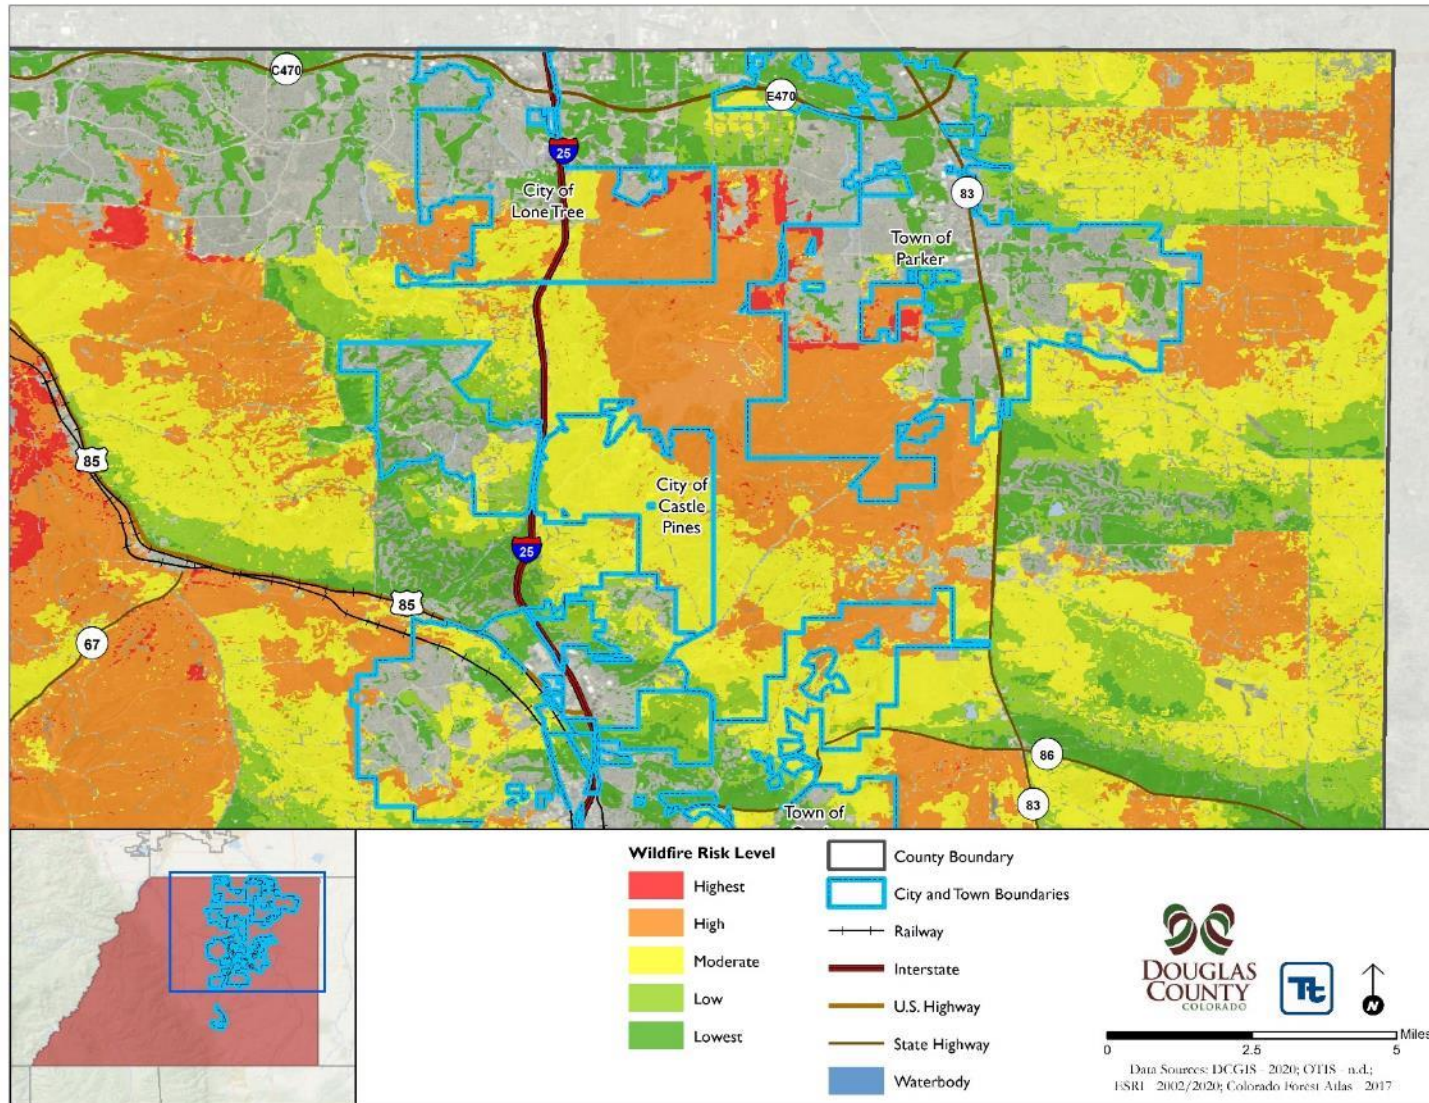 C470
E470
25
City of
Lone Tree
83
Town of
Parker
85
City of
Castle
Pines
25
85
67
86
83
Town of
Wildfire Risk Level
Highest
High
Moderate
Low
Lowest
County Boundary
City and Town Boundaries
Railway
Interstate
U.S. Highway
State Highway
Waterbody
DOUGLAS
COUNTY
COLORADO
Tt
N
0 2.5 5 Miles
Data Sources: DCGIS - 2020; OTIS - n.d.;
ESRI - 2002/2020; Colorado Forest Atlas - 2017